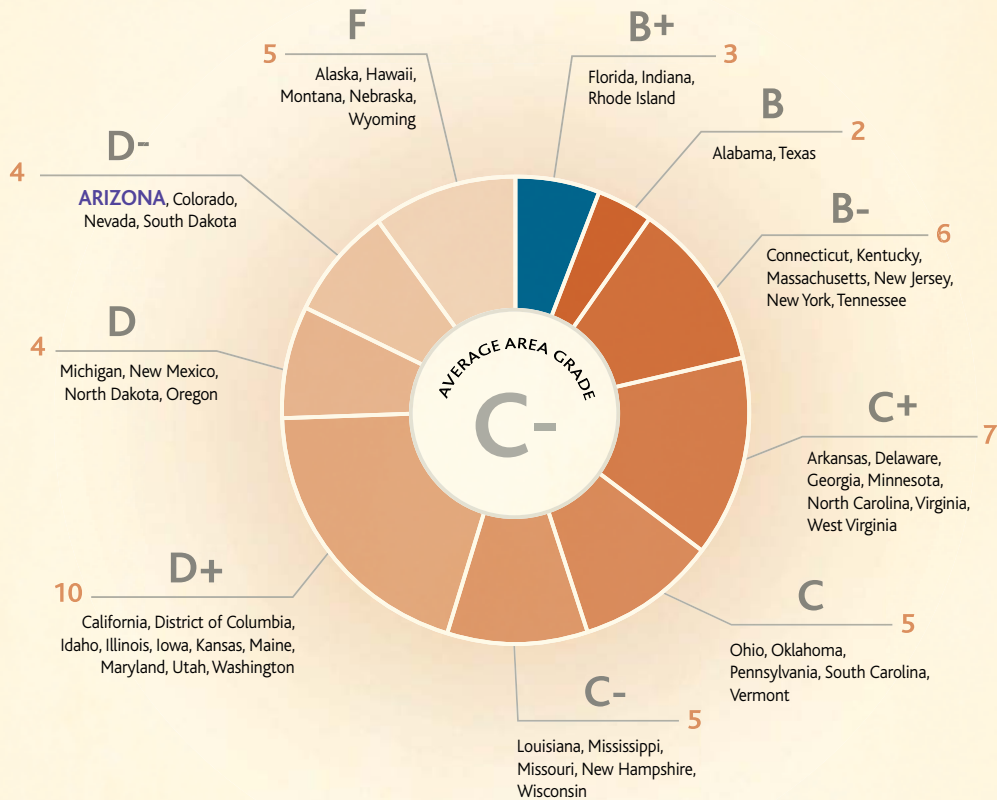 F
5
Alaska, Hawaii,
Montana, Nebraska,
Wyoming
B+
3
Florida, Indiana,
Rhode Island
B
2
Alabama, Texas
B-
6
Connecticut, Kentucky,
Massachusetts, New Jersey,
New York, Tennessee
C+
7
Arkansas, Delaware,
Georgia, Minnesota,
North Carolina, Virginia,
West Virginia
C
5
Ohio, Oklahoma,
Pennsylvania, South Carolina,
Vermont
C-
5
Louisiana, Mississippi,
Missouri, New Hampshire,
Wisconsin
D+
10
California, District of Columbia,
Idaho, Illinois, Iowa, Kansas, Maine,
Maryland, Utah, Washington
D
4
Michigan, New Mexico,
North Dakota, Oregon
D-
4
ARIZONA, Colorado,
Nevada, South Dakota
AVERAGE AREA GRADE
C-